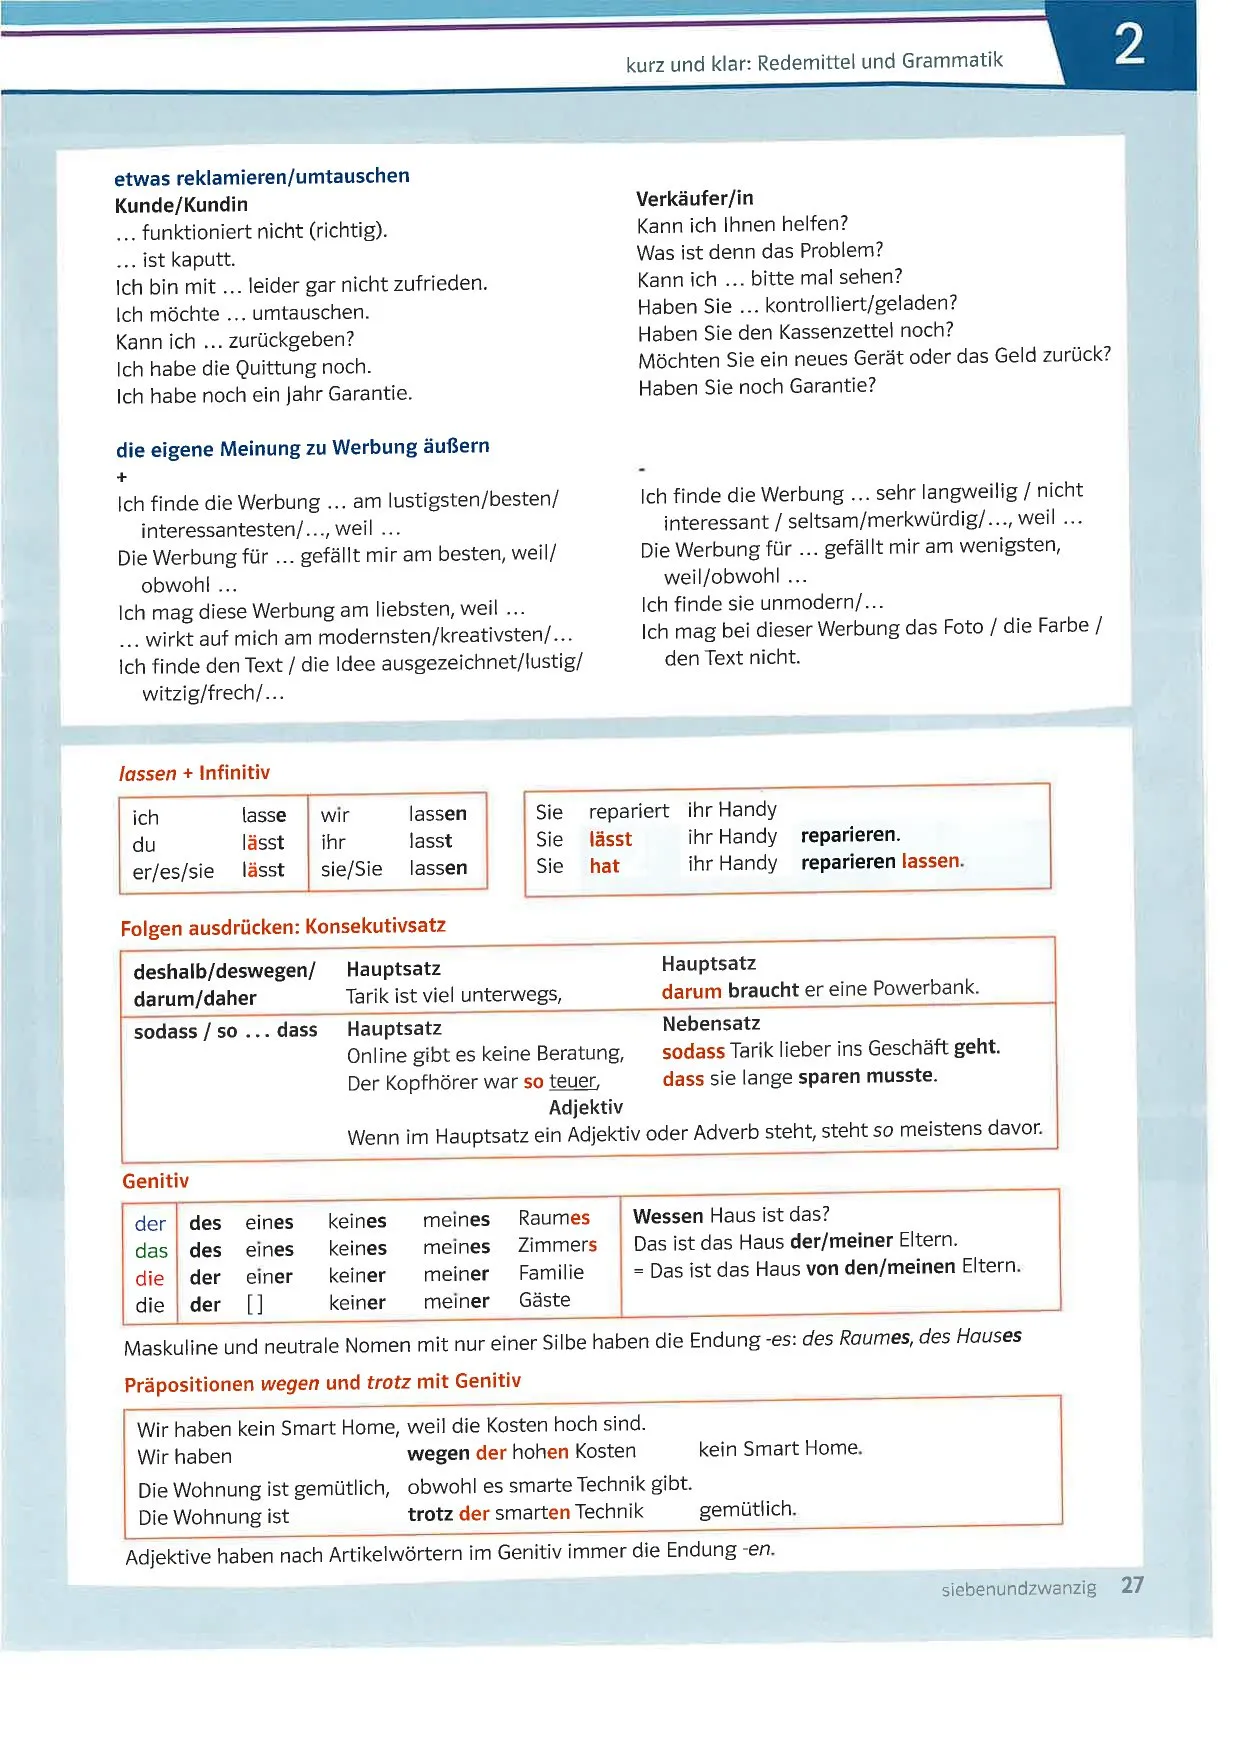 kurz und klar: Redemittel und Grammatik
2
etwas reklamieren/umtauschen
Kunde/Kundin
... funktioniert nicht (richtig).
... ist kaputt.
Ich bin mit ... leider gar nicht zufrieden.
Ich möchte ... umtauschen.
Kann ich ... zurückgeben?
Ich habe die Quittung noch.
Ich habe noch ein Jahr Garantie.
Verkäufer/in
Kann ich Ihnen helfen?
Was ist denn das Problem?
Kann ich ... bitte mal sehen?
Haben Sie ... kontrolliert/geladen?
Haben Sie den Kassenzettel noch?
Möchten Sie ein neues Gerät oder das Geld zurück?
Haben Sie noch Garantie?
die eigene Meinung zu Werbung äußern
+
Ich finde die Werbung ... am lustigsten/besten/
interessantesten/..., weil ...
Die Werbung für ... gefällt mir am besten, weil/
obwohl ...
Ich mag diese Werbung am liebsten, weil ...
... wirkt auf mich am modernsten/kreativsten/...
Ich finde den Text / die Idee ausgezeichnet/lustig/
witzig/frech/...
-
Ich finde die Werbung ... sehr langweilig / nicht
interessant / seltsam/merkwürdig/..., weil ...
Die Werbung für ... gefällt mir am wenigsten,
weil/obwohl ...
Ich finde sie unmodern/...
Ich mag bei dieser Werbung das Foto / die Farbe /
den Text nicht.
lassen + Infinitiv
ich lasse wir lassen
du lässt ihr lasst
er/es/sie lässt sie/Sie lassen
Sie repariert ihr Handy
Sie lässt ihr Handy reparieren.
Sie hat ihr Handy reparieren lassen.
Folgen ausdrücken: Konsekutivsatz
deshalb/deswegen/ Hauptsatz Hauptsatz
darum/daher Tarik ist viel unterwegs, darum braucht er eine Powerbank.
sodass / so ... dass Hauptsatz Nebensatz
Online gibt es keine Beratung, sodass Tarik lieber ins Geschäft geht.
Der Kopfhörer war so teuer, dass sie lange sparen musste.
Adjektiv
Wenn im Hauptsatz ein Adjektiv oder Adverb steht, steht so meistens davor.
Genitiv
der des eines keines meines Raumes
das des eines keines meines Zimmers
die der einer keiner meiner Familie
die der [ ] keiner meiner Gäste
Wessen Haus ist das?
Das ist das Haus der/meiner Eltern.
= Das ist das Haus von den/meinen Eltern.
Maskuline und neutrale Nomen mit nur einer Silbe haben die Endung -es: des Raumes, des Hauses
Präpositionen wegen und trotz mit Genitiv
Wir haben kein Smart Home, weil die Kosten hoch sind.
Wir haben wegen der hohen Kosten kein Smart Home.
Die Wohnung ist gemütlich, obwohl es smarte Technik gibt.
Die Wohnung ist trotz der smarten Technik gemütlich.
Adjektive haben nach Artikelwörtern im Genitiv immer die Endung -en.
siebenundzwanzig 27